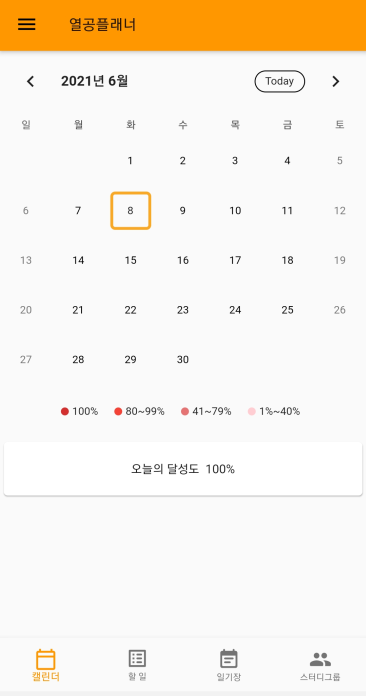 열공플래너
2021년 6월 Today
일 월 화 수 목 금 토
1 2 3 4 5
6 7 8 9 10 11 12
13 14 15 16 17 18 19
20 21 22 23 24 25 26
27 28 29 30
100% 80~99% 41~79% 1%~40%
오늘의 달성도 100%
캘린더 할 일 일기장 스터디그룹